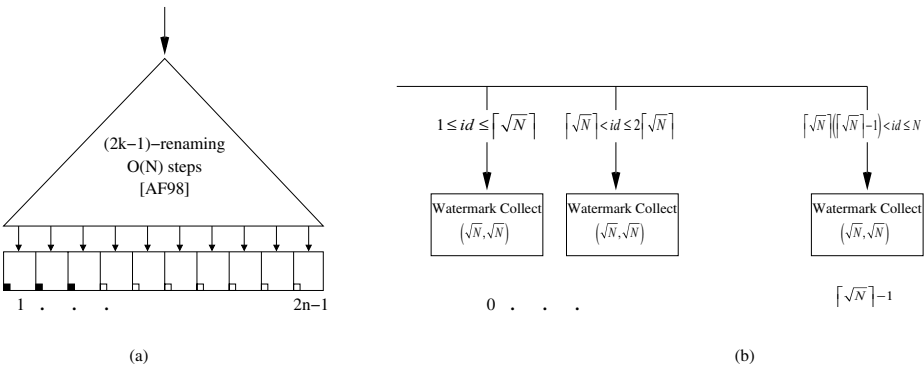 (2k−1)−renaming
O(N) steps
[AF98]
1 . . .
2n−1
(a)
1 ≤ id ≤ ⌈√N⌉
⌈√N⌉ < id ≤ 2⌈√N⌉
⌈√N⌉(⌈√N⌉−1) < id ≤ N
Watermark Collect
(√N, √N)
Watermark Collect
(√N, √N)
Watermark Collect
(√N, √N)
0 . . .
⌈√N⌉−1
(b)